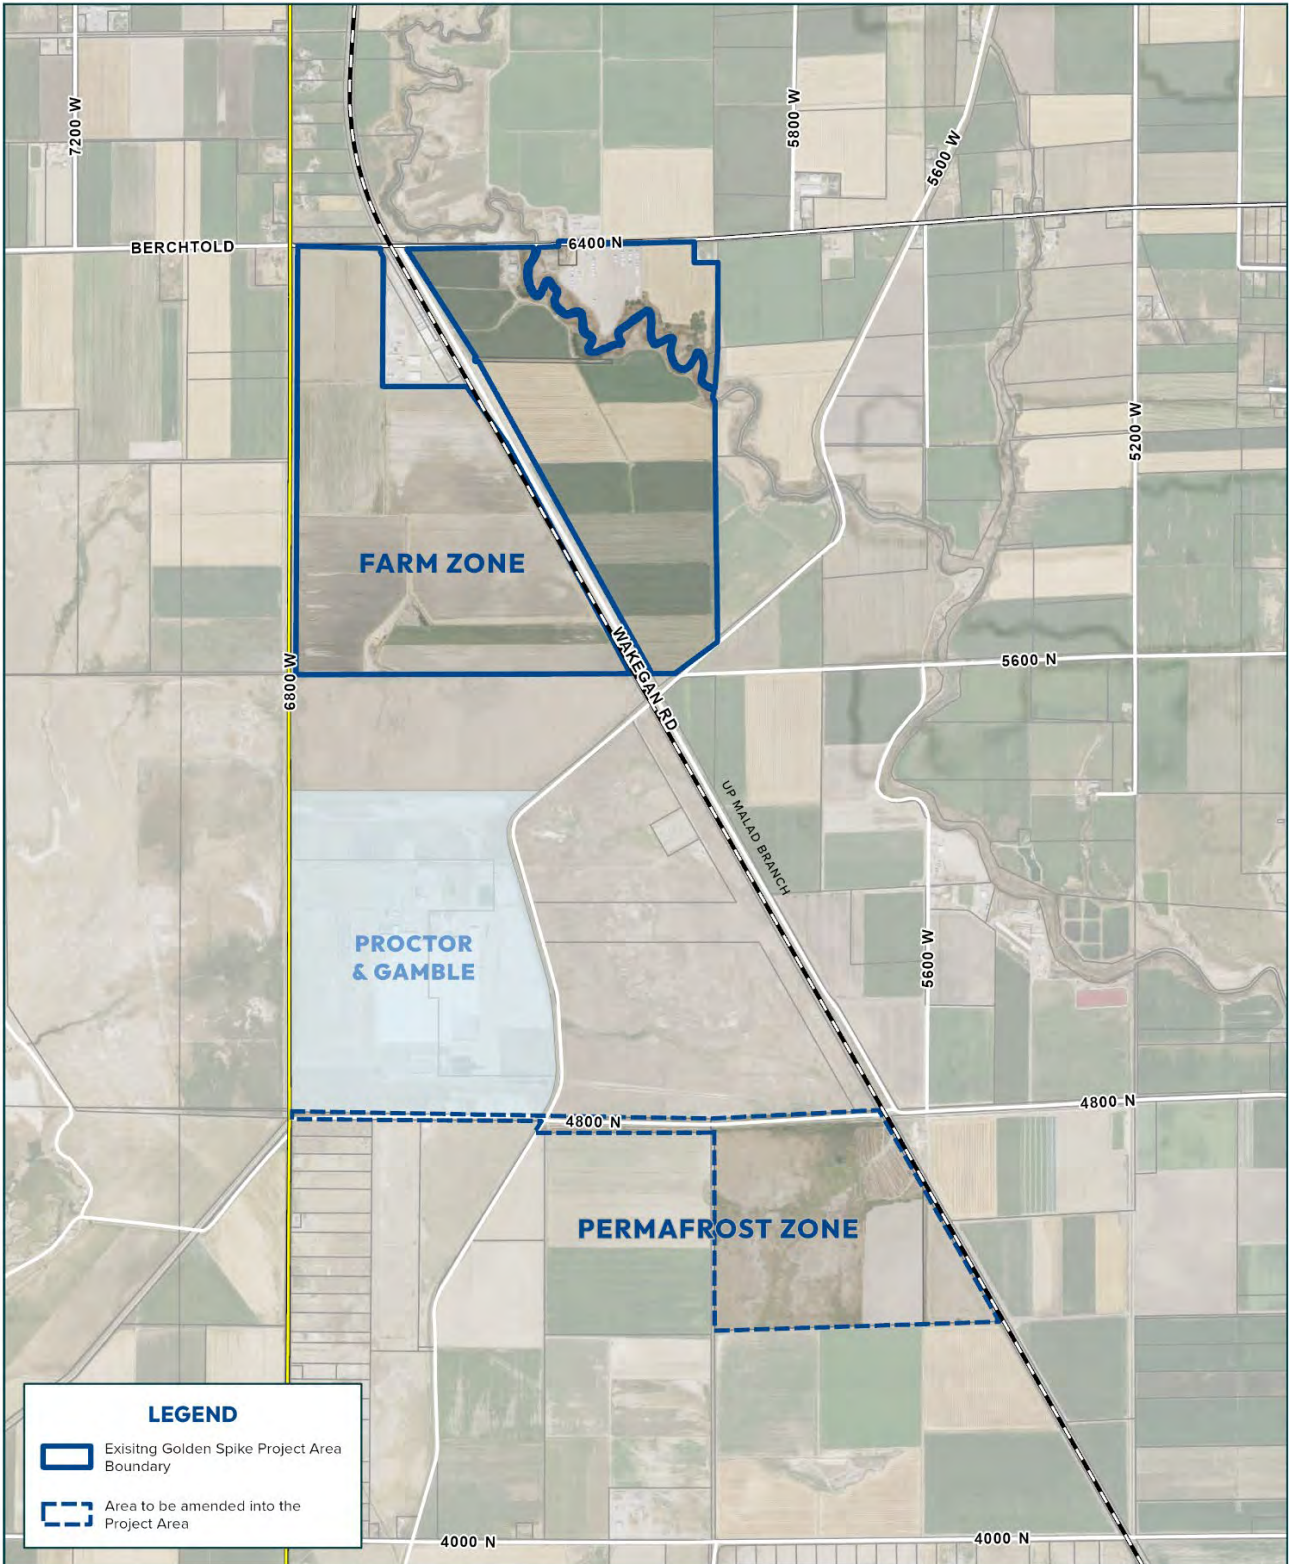 7200 W
5800 W
5600 W
BERCHTOLD
6400 N
5200 W
FARM ZONE
WAKEGAN RD
5600 N
6800 W
UP MALAD BRANCH
PROCTOR
& GAMBLE
5600 W
4800 N
4800 N
PERMAFROST ZONE
LEGEND
Exisitng Golden Spike Project Area
Boundary
Area to be amended into the
Project Area
4000 N
4000 N